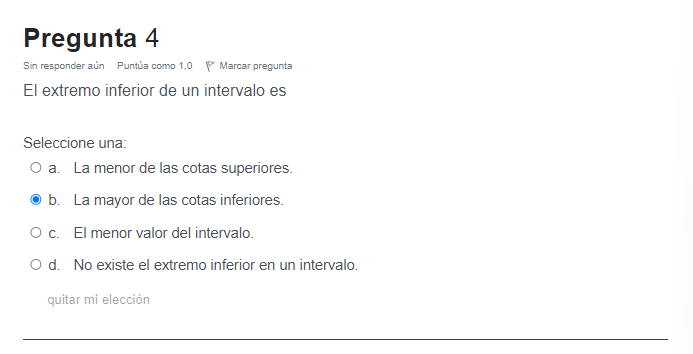 Pregunta 4
Sin responder aún Puntúa como 1,0 Marcar pregunta
El extremo inferior de un intervalo es
Seleccione una:
a. La menor de las cotas superiores.
b. La mayor de las cotas inferiores.
c. El menor valor del intervalo.
d. No existe el extremo inferior en un intervalo.
quitar mi elección